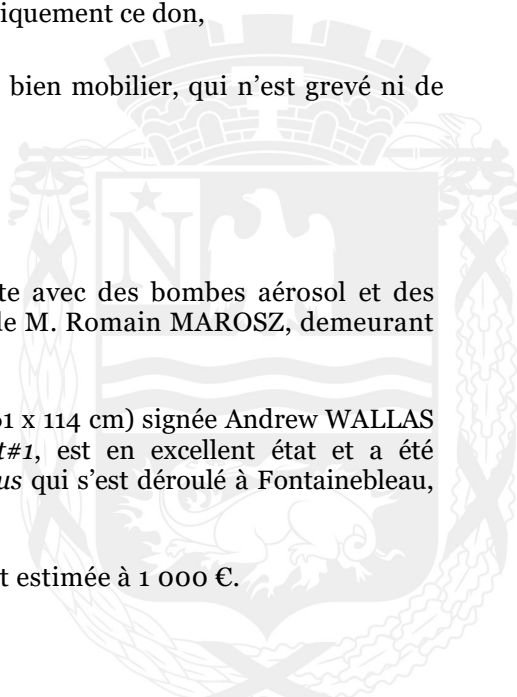 iquement ce don,
bien mobilier, qui n’est grevé ni de
N
te avec des bombes aérosol et des
le M. Romain MAROSZ, demeurant
1 x 114 cm) signée Andrew WALLAS
t#1, est en excellent état et a été
us qui s’est déroulé à Fontainebleau,
t estimée à 1 000 €.